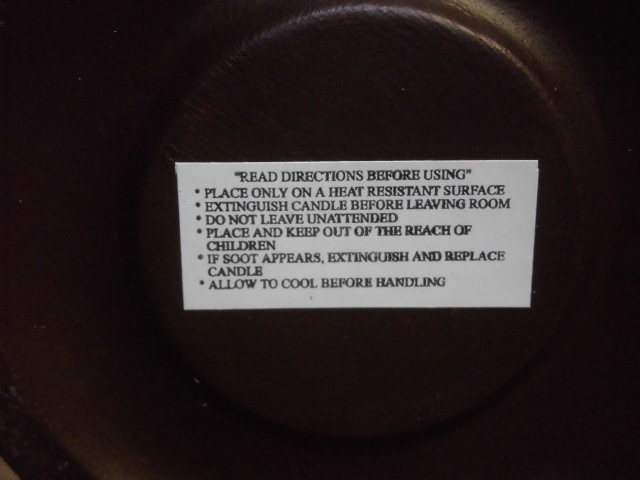 "READ DIRECTIONS BEFORE USING"
* PLACE ONLY ON A HEAT RESISTANT SURFACE
* EXTINGUISH CANDLE BEFORE LEAVING ROOM
* DO NOT LEAVE UNATTENDED
* PLACE AND KEEP OUT OF THE REACH OF
CHILDREN
* IF SOOT APPEARS, EXTINGUISH AND REPLACE
CANDLE
* ALLOW TO COOL BEFORE HANDLING